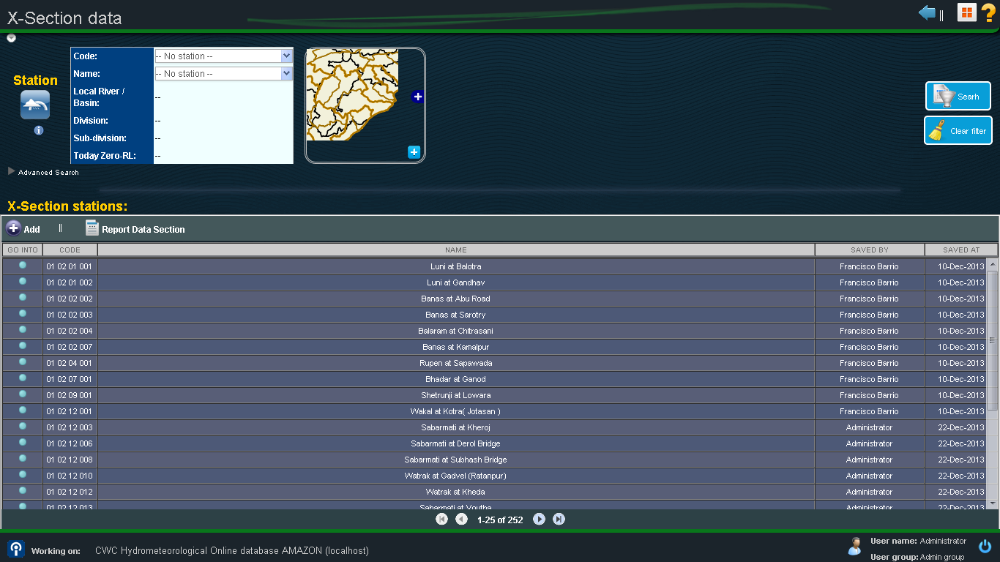 X-Section data
Station
Code: -- No station --
Name: -- No station --
Local River / Basin: --
Division: --
Sub-division: --
Today Zero-RL: --
Searh
Clear filter
Advanced Search
X-Section stations:
Add || Report Data Section
GO INTO CODE NAME SAVED BY SAVED AT
01 02 01 001 Luni at Balotra Francisco Barrio 10-Dec-2013
01 02 01 002 Luni at Gandhav Francisco Barrio 10-Dec-2013
01 02 02 002 Banas at Abu Road Francisco Barrio 10-Dec-2013
01 02 02 003 Banas at Sarotry Francisco Barrio 10-Dec-2013
01 02 02 004 Balaram at Chitrasani Francisco Barrio 10-Dec-2013
01 02 02 007 Banas at Kamalpur Francisco Barrio 10-Dec-2013
01 02 04 001 Rupen at Sapawada Francisco Barrio 10-Dec-2013
01 02 07 001 Bhadar at Ganod Francisco Barrio 10-Dec-2013
01 02 09 001 Shetrunji at Lowara Francisco Barrio 10-Dec-2013
01 02 12 001 Wakal at Kotra( Jotasan ) Francisco Barrio 10-Dec-2013
01 02 12 003 Sabarmati at Kheroj Administrator 22-Dec-2013
01 02 12 006 Sabarmati at Derol Bridge Administrator 22-Dec-2013
01 02 12 008 Sabarmati at Subhash Bridge Administrator 22-Dec-2013
01 02 12 010 Watrak at Gadvel (Ratanpur) Administrator 22-Dec-2013
01 02 12 012 Watrak at Kheda Administrator 22-Dec-2013
01 02 12 013 Sabarmati at Voutha Administrator 22-Dec-2013
1-25 of 252
Working on: CWC Hydrometeorological Online database AMAZON (localhost)
User name: Administrator
User group: Admin group